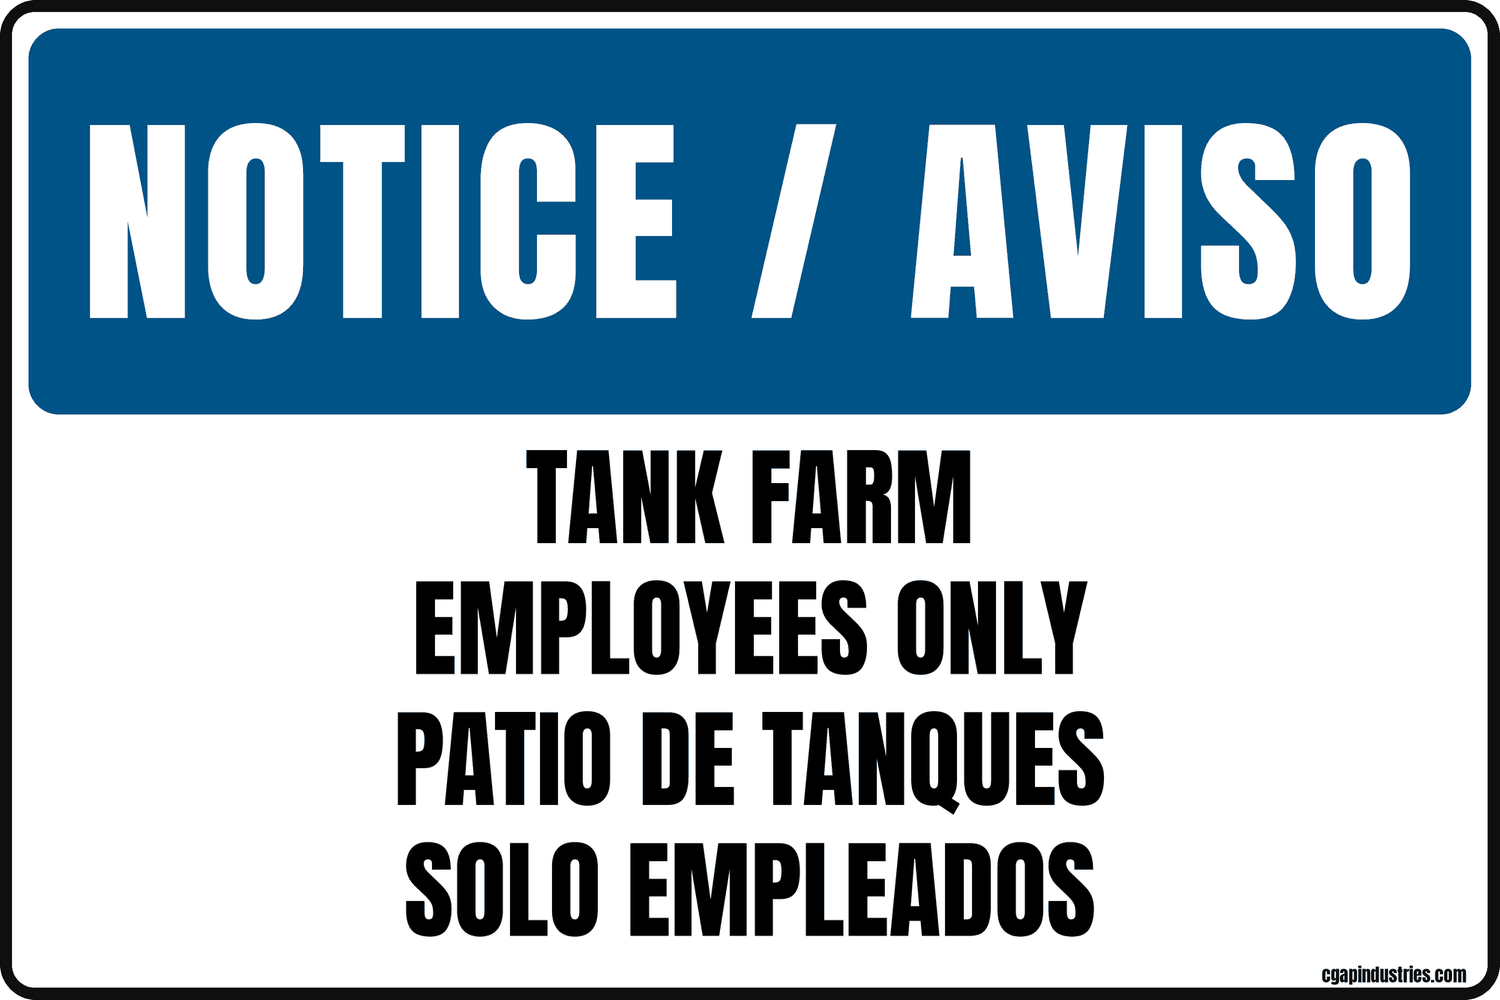 NOTICE / AVISO
TANK FARM
EMPLOYEES ONLY
PATIO DE TANQUES
SOLO EMPLEADOS
cgapindustries.com